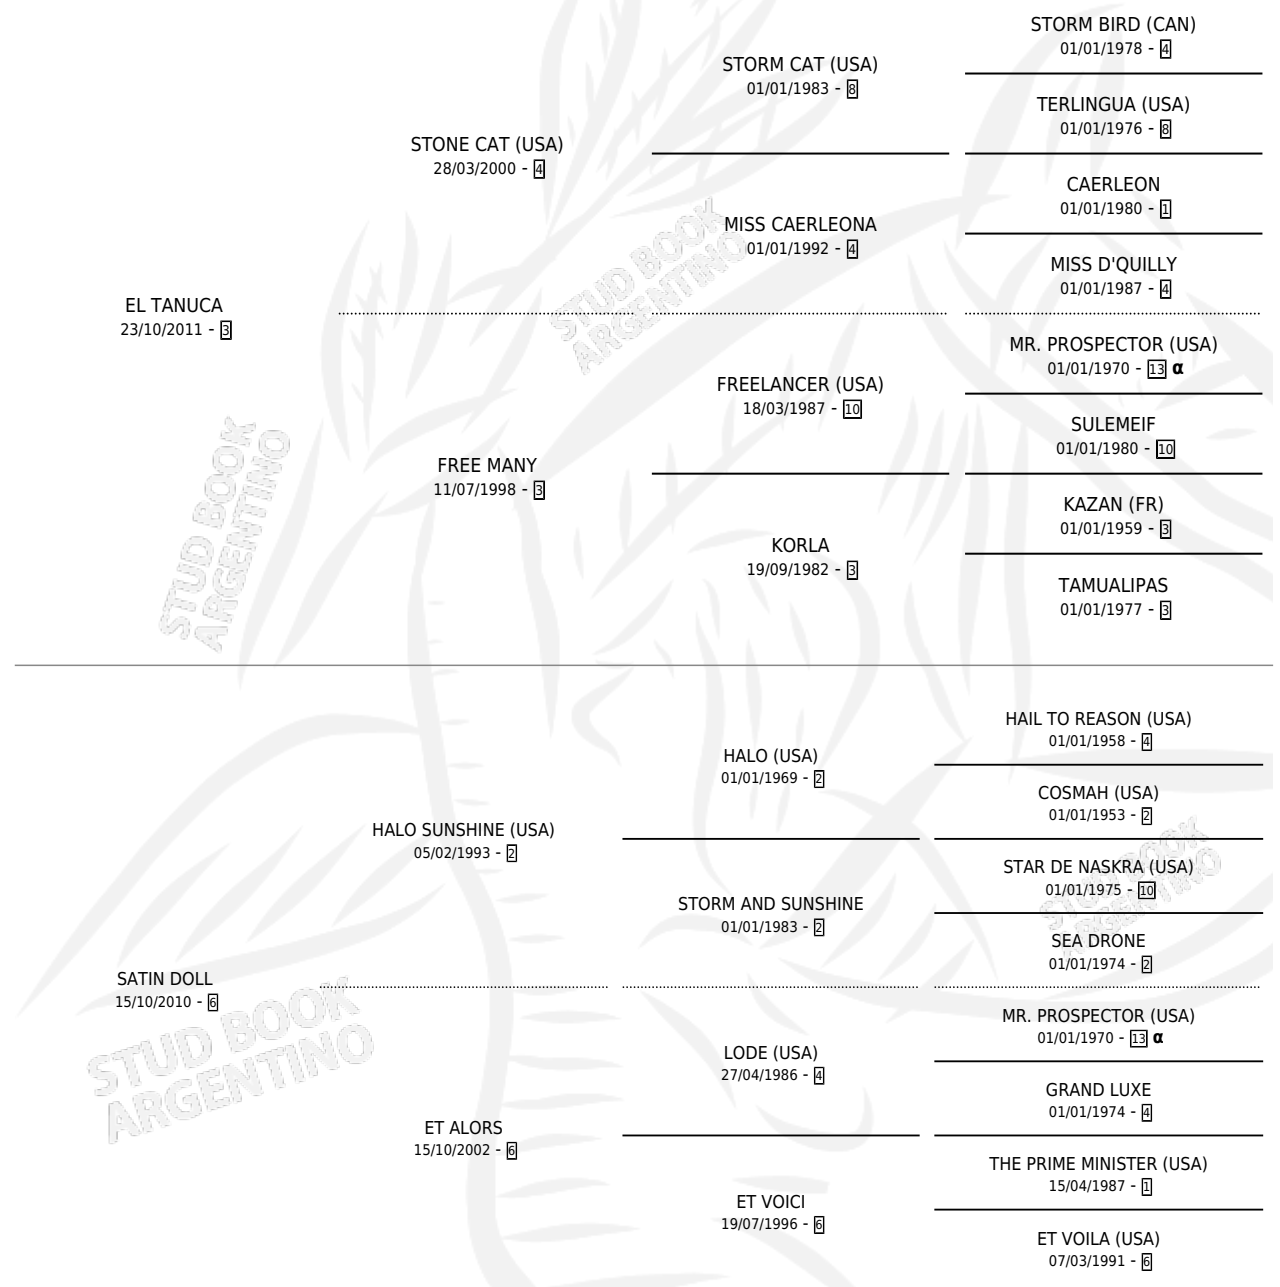 STORM BIRD (CAN)
01/01/1978 - 4
STORM CAT (USA)
01/01/1983 - 8
TERLINGUA (USA)
01/01/1976 - 8
STONE CAT (USA)
28/03/2000 - 4
CAERLEON
01/01/1980 - 1
MISS CAERLEONA
01/01/1992 - 4
MISS D'QUILLY
01/01/1987 - 4
EL TANUCA
23/10/2011 - 3
MR. PROSPECTOR (USA)
01/01/1970 - 13 α
FREELANCER (USA)
18/03/1987 - 10
SULEMEIF
01/01/1980 - 10
FREE MANY
11/07/1998 - 3
KAZAN (FR)
01/01/1959 - 3
KORLA
19/09/1982 - 3
TAMUALIPAS
01/01/1977 - 3
STUD BOOK
ARGENTINO
STUD BOOK
ARGENTINO
HAIL TO REASON (USA)
01/01/1958 - 4
HALO (USA)
01/01/1969 - 2
COSMAH (USA)
01/01/1953 - 2
HALO SUNSHINE (USA)
05/02/1993 - 2
STAR DE NASKRA (USA)
01/01/1975 - 10
STORM AND SUNSHINE
01/01/1983 - 2
SEA DRONE
01/01/1974 - 2
SATIN DOLL
15/10/2010 - 6
MR. PROSPECTOR (USA)
01/01/1970 - 13 α
LODE (USA)
27/04/1986 - 4
GRAND LUXE
01/01/1974 - 4
ET ALORS
15/10/2002 - 6
THE PRIME MINISTER (USA)
15/04/1987 - 1
ET VOICI
19/07/1996 - 6
ET VOILA (USA)
07/03/1991 - 6
STUD BOOK
ARGENTINO
STUD BOOK
ARGENTINO